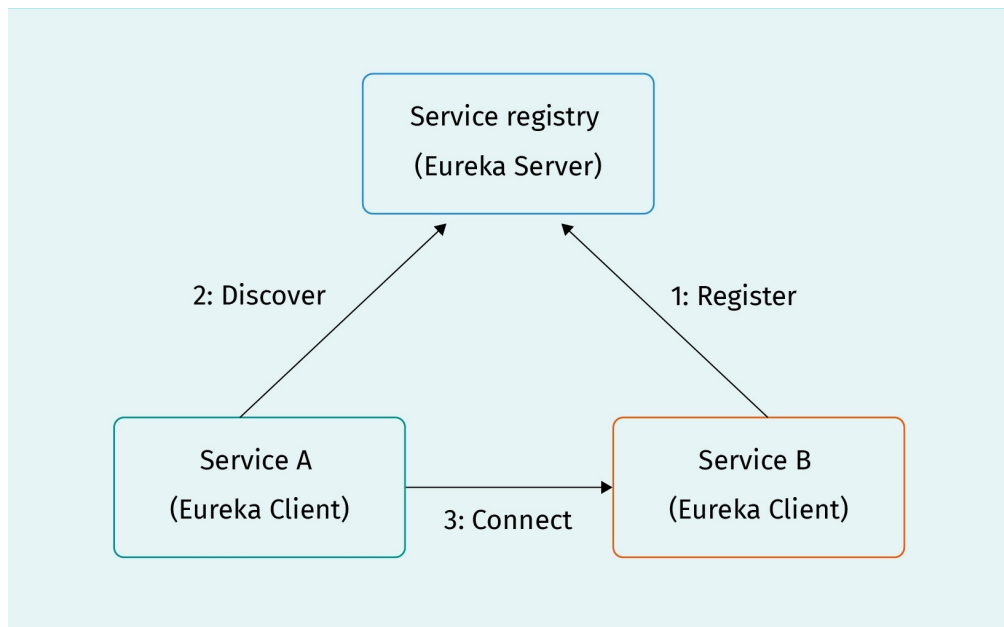 Service registry
(Eureka Server)
2: Discover
1: Register
Service A
(Eureka Client)
3: Connect
Service B
(Eureka Client)